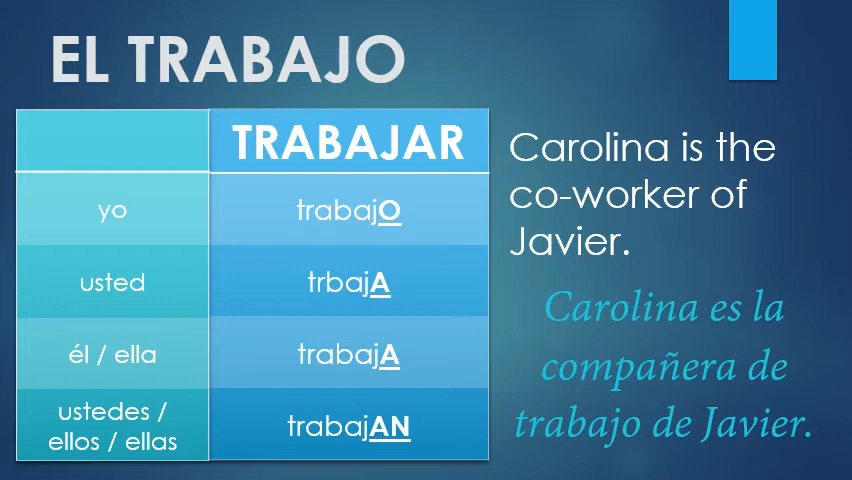 EL TRABAJO
TRABAJAR
yo trabajO
usted trbajA
él / ella trabajA
ustedes /
ellos / ellas trabajAN
Carolina is the
co-worker of
Javier.
Carolina es la
compañera de
trabajo de Javier.